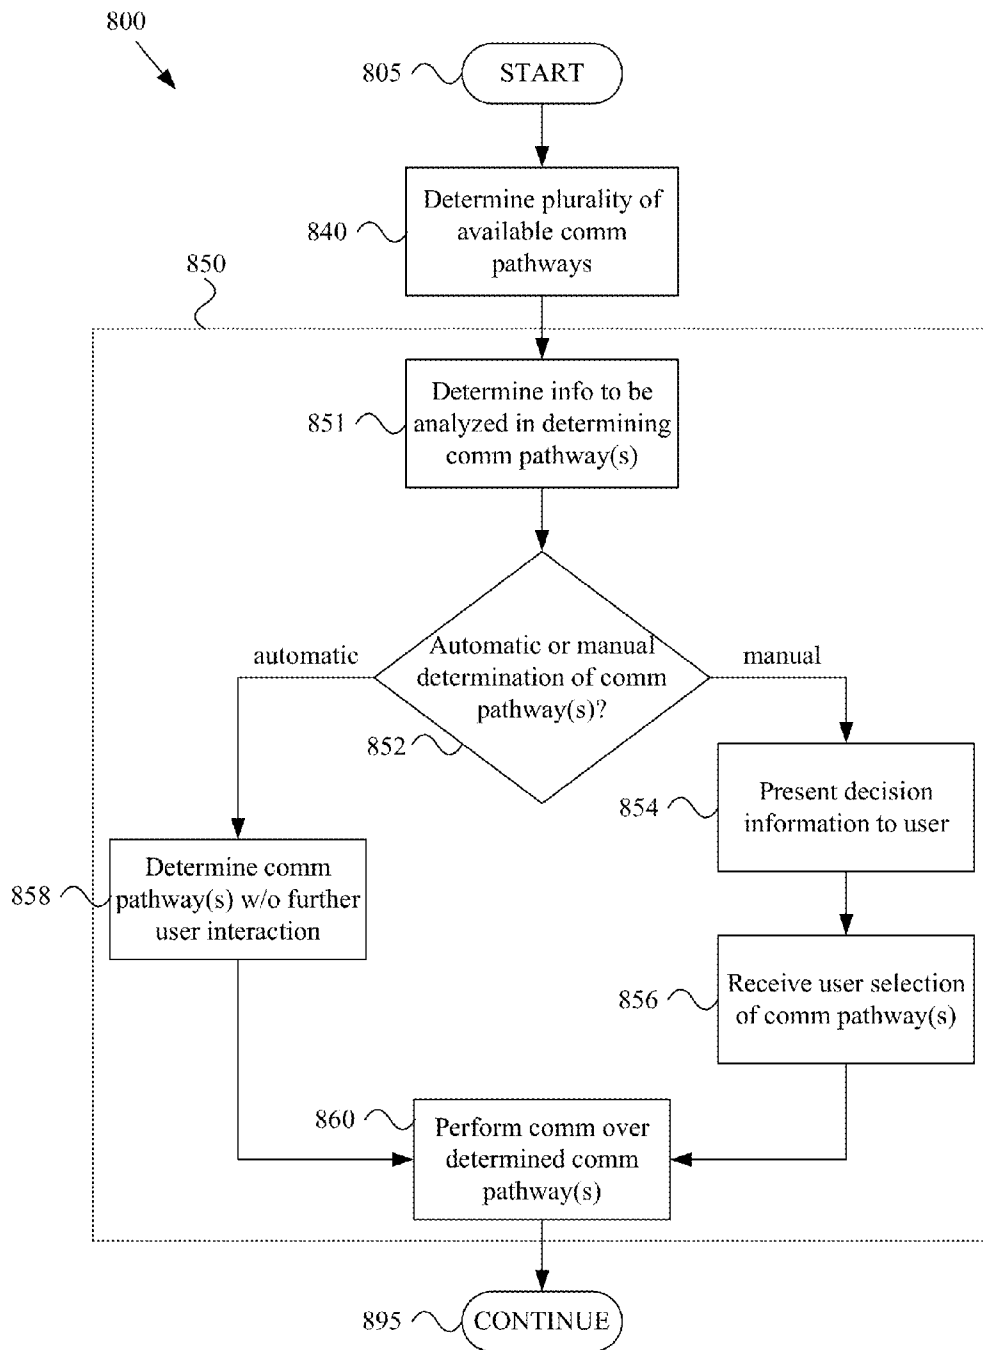 800
805
START
Determine plurality of
available comm
pathways
840
850
Determine info to be
analyzed in determining
comm pathway(s)
851
automatic
Automatic or manual
determination of comm
pathway(s)?
manual
852
Present decision
information to user
854
Determine comm
pathway(s) w/o further
user interaction
858
Receive user selection
of comm pathway(s)
856
860
Perform comm over
determined comm
pathway(s)
895
CONTINUE